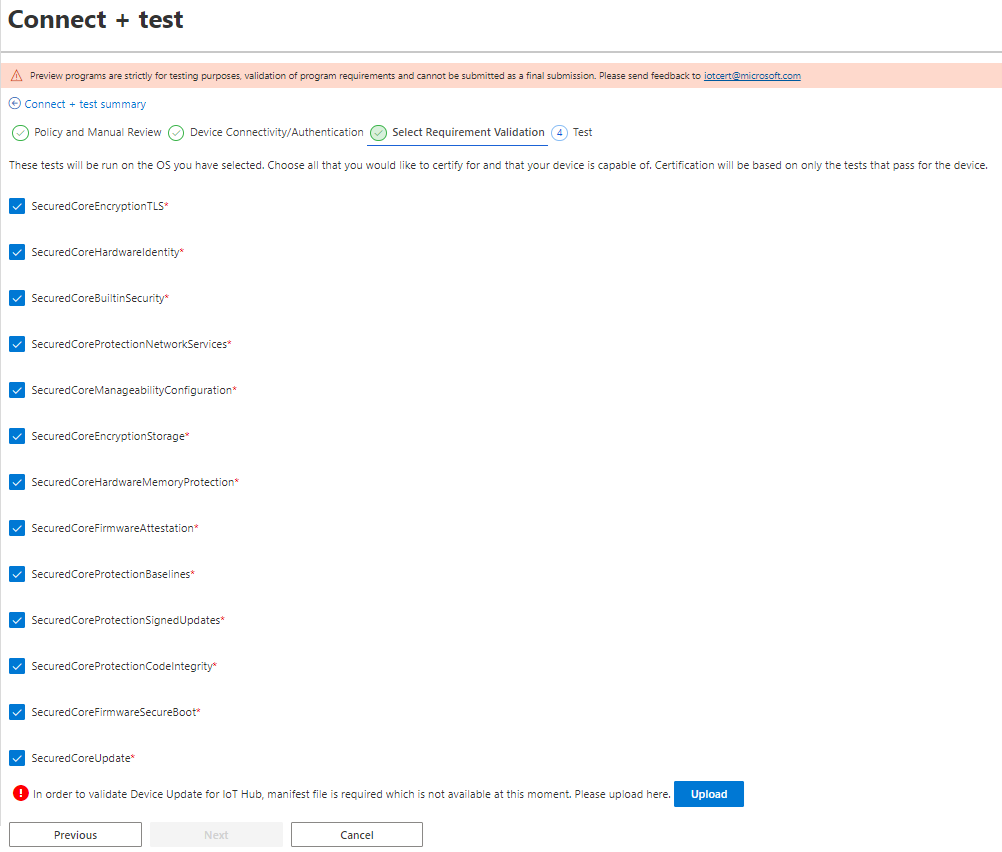 Connect + test
Preview programs are strictly for testing purposes, validation of program requirements and cannot be submitted as a final submission. Please send feedback to iotcert@microsoft.com
Connect + test summary
Policy and Manual Review Device Connectivity/Authentication Select Requirement Validation 4 Test
These tests will be run on the OS you have selected. Choose all that you would like to certify for and that your device is capable of. Certification will be based on only the tests that pass for the device.
SecuredCoreEncryptionTLS*
SecuredCoreHardwareIdentity*
SecuredCoreBuiltinSecurity*
SecuredCoreProtectionNetworkServices*
SecuredCoreManageabilityConfiguration*
SecuredCoreEncryptionStorage*
SecuredCoreHardwareMemoryProtection*
SecuredCoreFirmwareAttestation*
SecuredCoreProtectionBaselines*
SecuredCoreProtectionSignedUpdates*
SecuredCoreProtectionCodeIntegrity*
SecuredCoreFirmwareSecureBoot*
SecuredCoreUpdate*
In order to validate Device Update for IoT Hub, manifest file is required which is not available at this moment. Please upload here. Upload
Previous Next Cancel